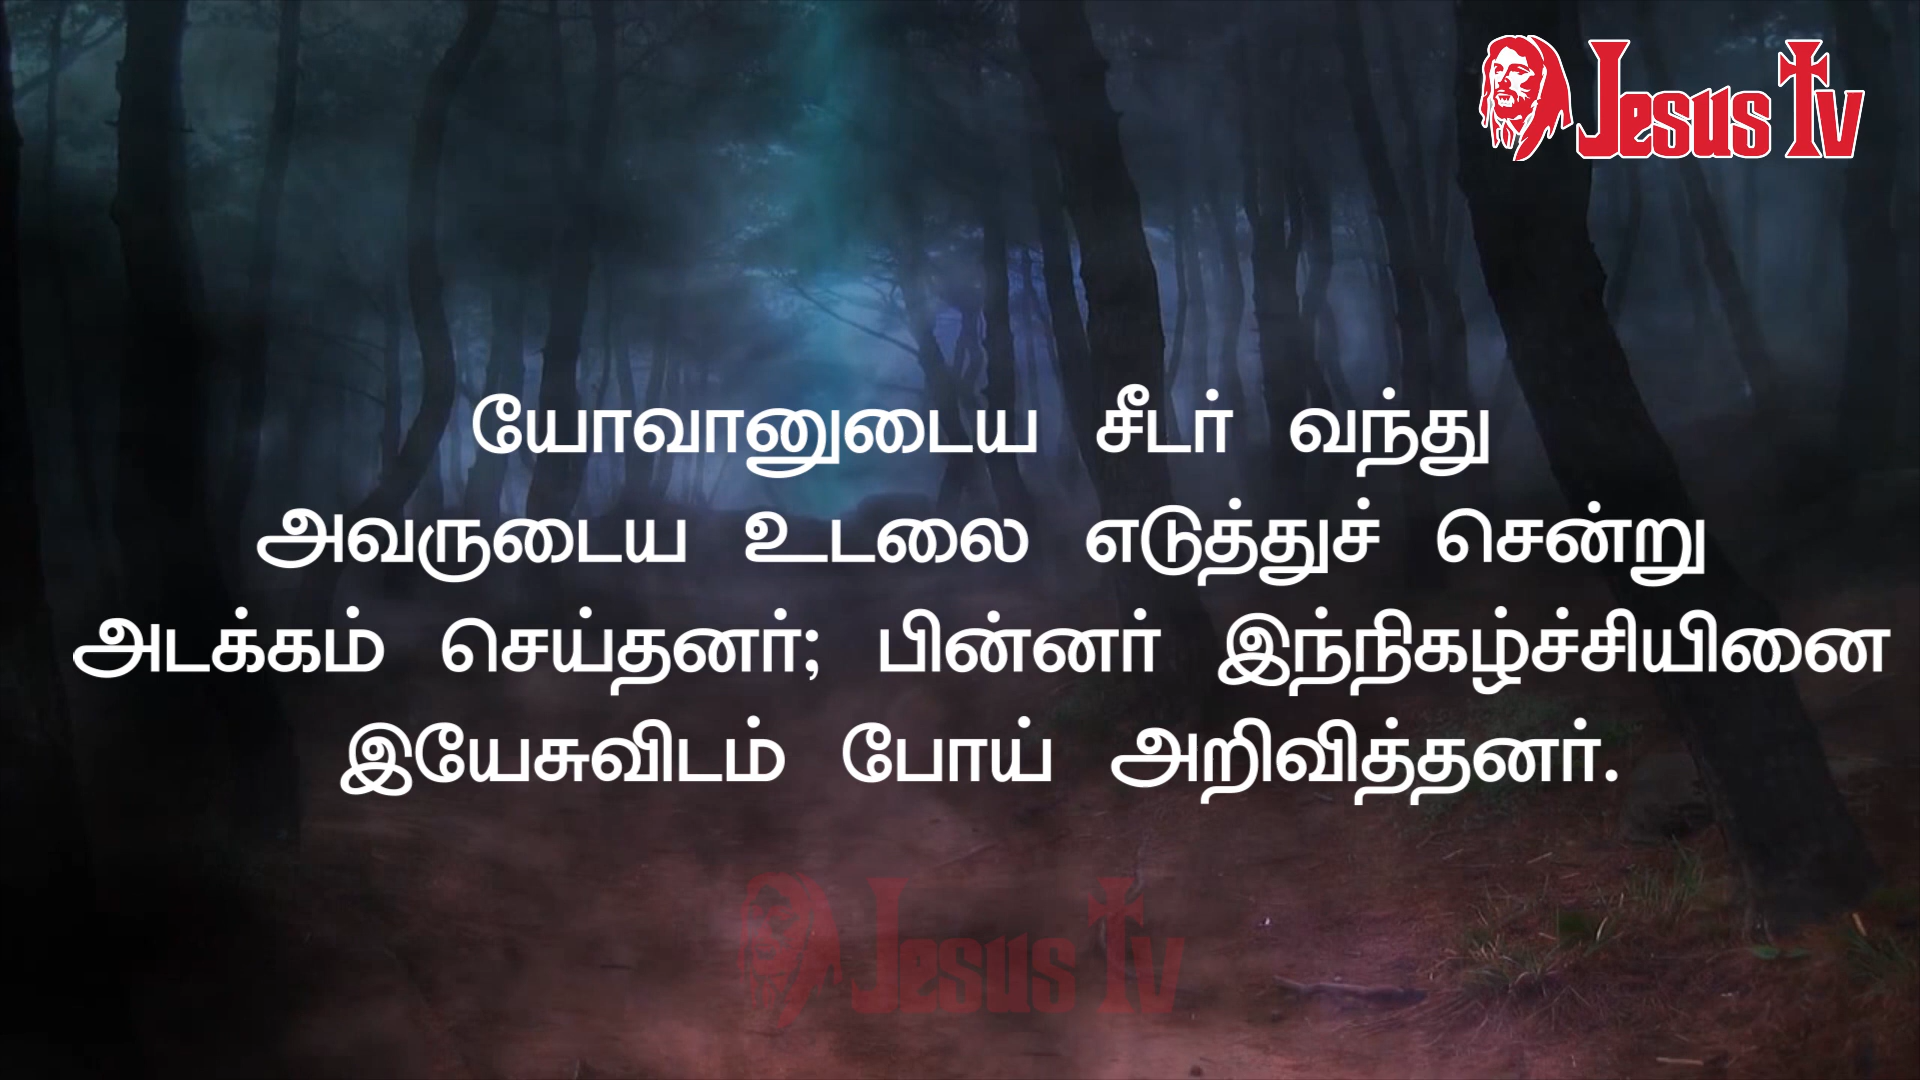 Jesus Tv
யோவானுடைய சீடர் வந்து
அவருடைய உடலை எடுத்துச் சென்று
அடக்கம் செய்தனர்; பின்னர் இந்நிகழ்ச்சியினை
இயேசுவிடம் போய் அறிவித்தனர்.
Jesus Tv